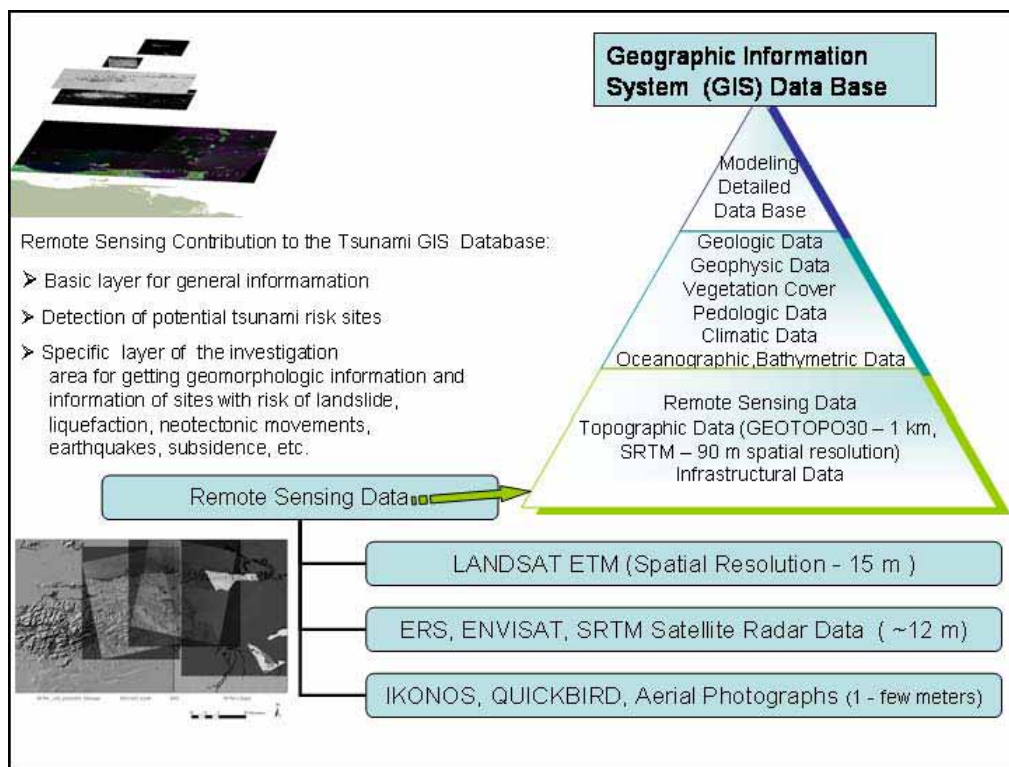 Geographic Information
System (GIS) Data Base
Modeling
Detailed
Data Base
Geologic Data
Geophysic Data
Vegetation Cover
Pedologic Data
Climatic Data
Oceanographic,Bathymetric Data
Remote Sensing Data
Topographic Data (GEOTOPO30 – 1 km,
SRTM – 90 m spatial resolution)
Infrastructural Data
Remote Sensing Contribution to the Tsunami GIS Database:
➢ Basic layer for general informamation
➢ Detection of potential tsunami risk sites
➢ Specific layer of the investigation
area for getting geomorphologic information and
information of sites with risk of landslide,
liquefaction, neotectonic movements,
earthquakes, subsidence, etc.
Remote Sensing Data
LANDSAT ETM (Spatial Resolution - 15 m )
ERS, ENVISAT, SRTM Satellite Radar Data ( ~12 m)
IKONOS, QUICKBIRD, Aerial Photographs (1 - few meters)